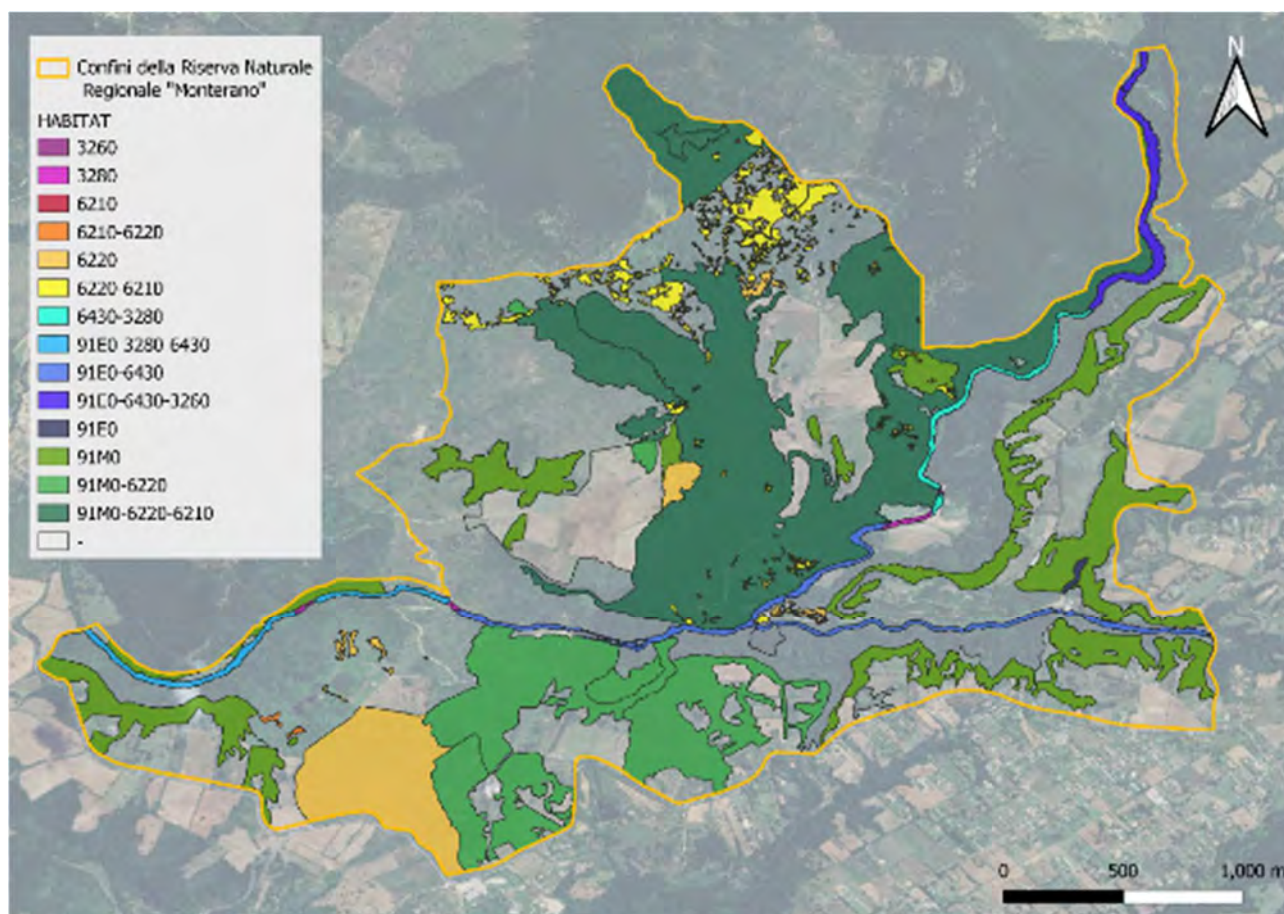 Confini della Riserva Naturale
Regionale "Monterano"
HABITAT
3260
3280
6210
6210-6220
6220
6220-6210
6430-3280
91E0-3280-6430
91E0-6430
91E0-6430-3260
91E0
91M0
91M0-6220
91M0-6220-6210
-
N
0 500 1,000 m